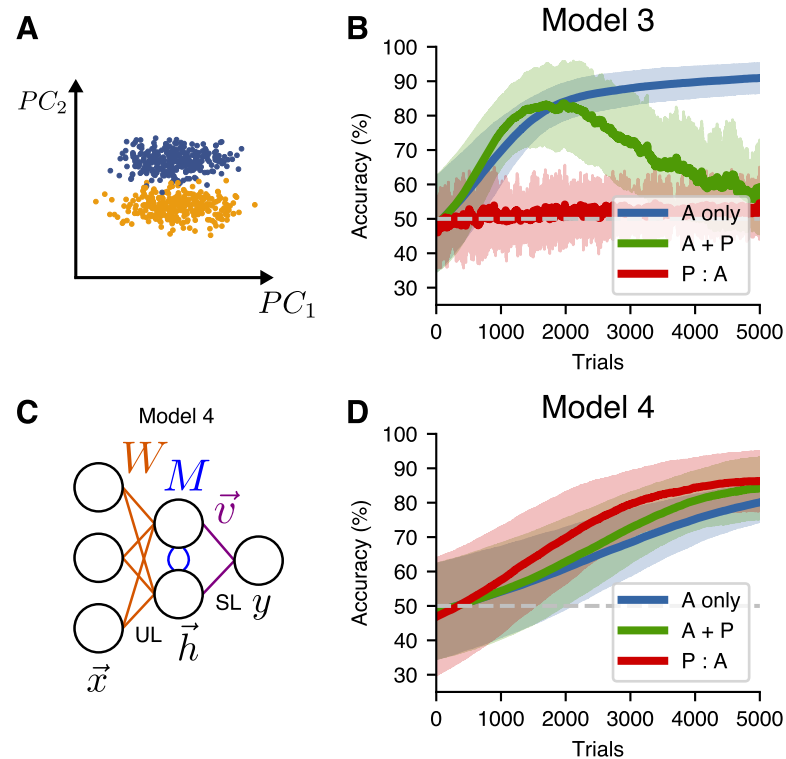 A
PC₂
PC₁
B
Model 3
Accuracy (%)
100
90
80
70
60
50
40
30
0
1000
2000
3000
4000
5000
Trials
A only
A + P
P : A
C
Model 4
W
M
v⃗
UL
SL
x⃗
h⃗
y
D
Model 4
Accuracy (%)
100
90
80
70
60
50
40
30
0
1000
2000
3000
4000
5000
Trials
A only
A + P
P : A